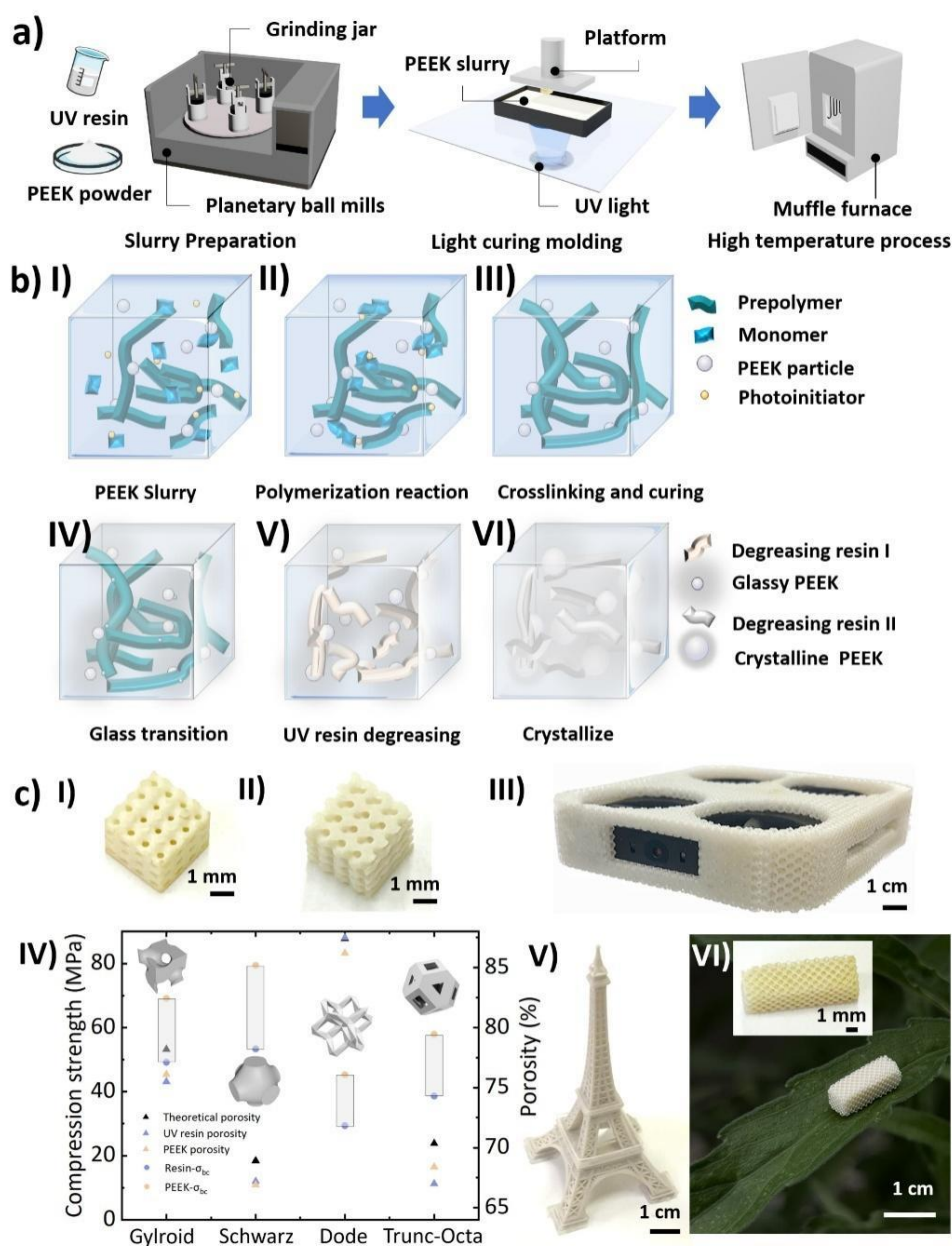 a)
Grinding jar
UV resin
PEEK powder
Planetary ball mills
Slurry Preparation
Platform
PEEK slurry
UV light
Light curing molding
Muffle furnace
High temperature process
b) I) II) III)
Prepolymer
Monomer
PEEK particle
Photoinitiator
PEEK Slurry
Polymerization reaction
Crosslinking and curing
IV) V) VI)
Degreasing resin I
Glassy PEEK
Degreasing resin II
Crystalline PEEK
Glass transition
UV resin degreasing
Crystallize
c) I) II) III)
1 mm
1 mm
1 cm
IV)
Compression strength (MPa)
80
60
40
20
0
Theoretical porosity
UV resin porosity
PEEK porosity
Resin-σbc
PEEK-σbc
Gylroid Schwarz Dode Trunc-Octa
85
80
75
70
65
Porosity (%)
V)
1 cm
VI)
1 mm
1 cm